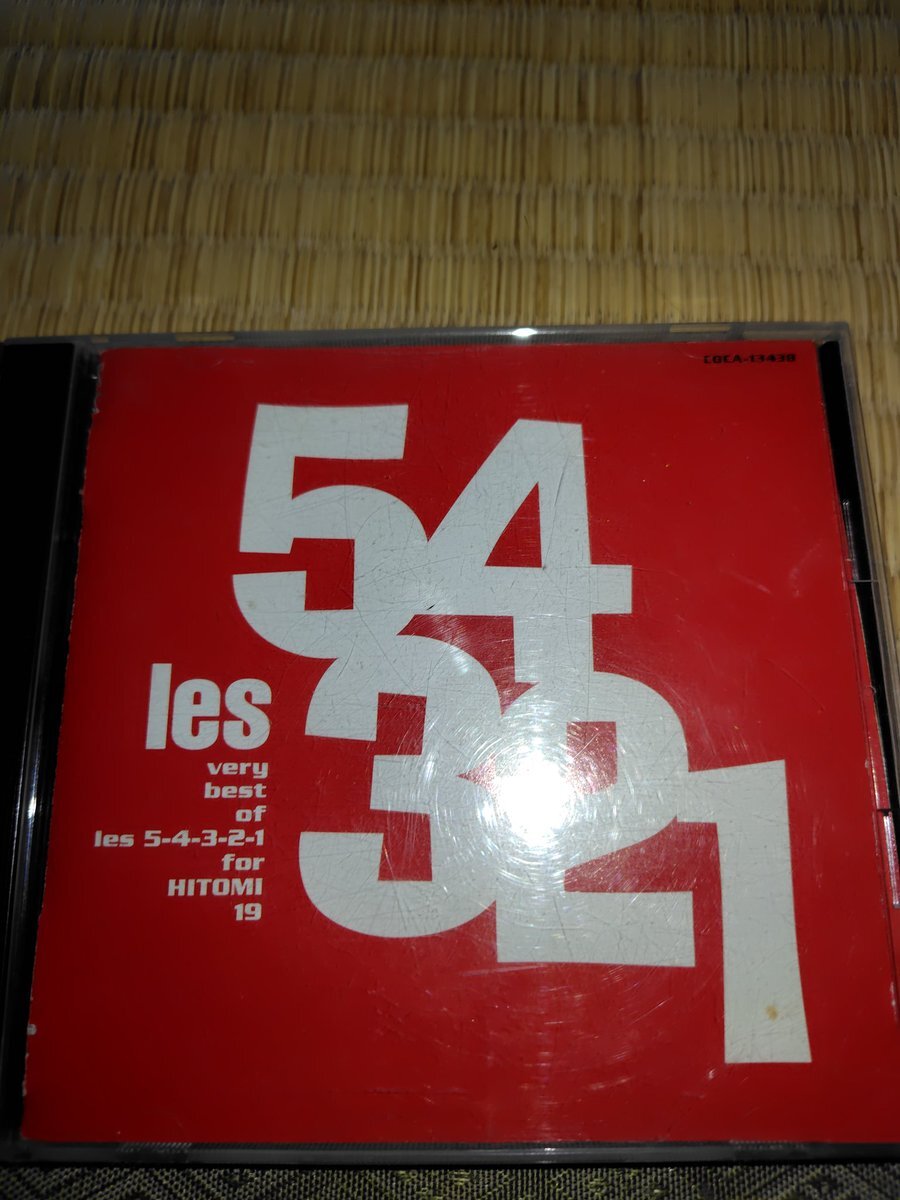 COCA-13438
54
321
les
very
best
of
les 5-4-3-2-1
for
HITOMI
19